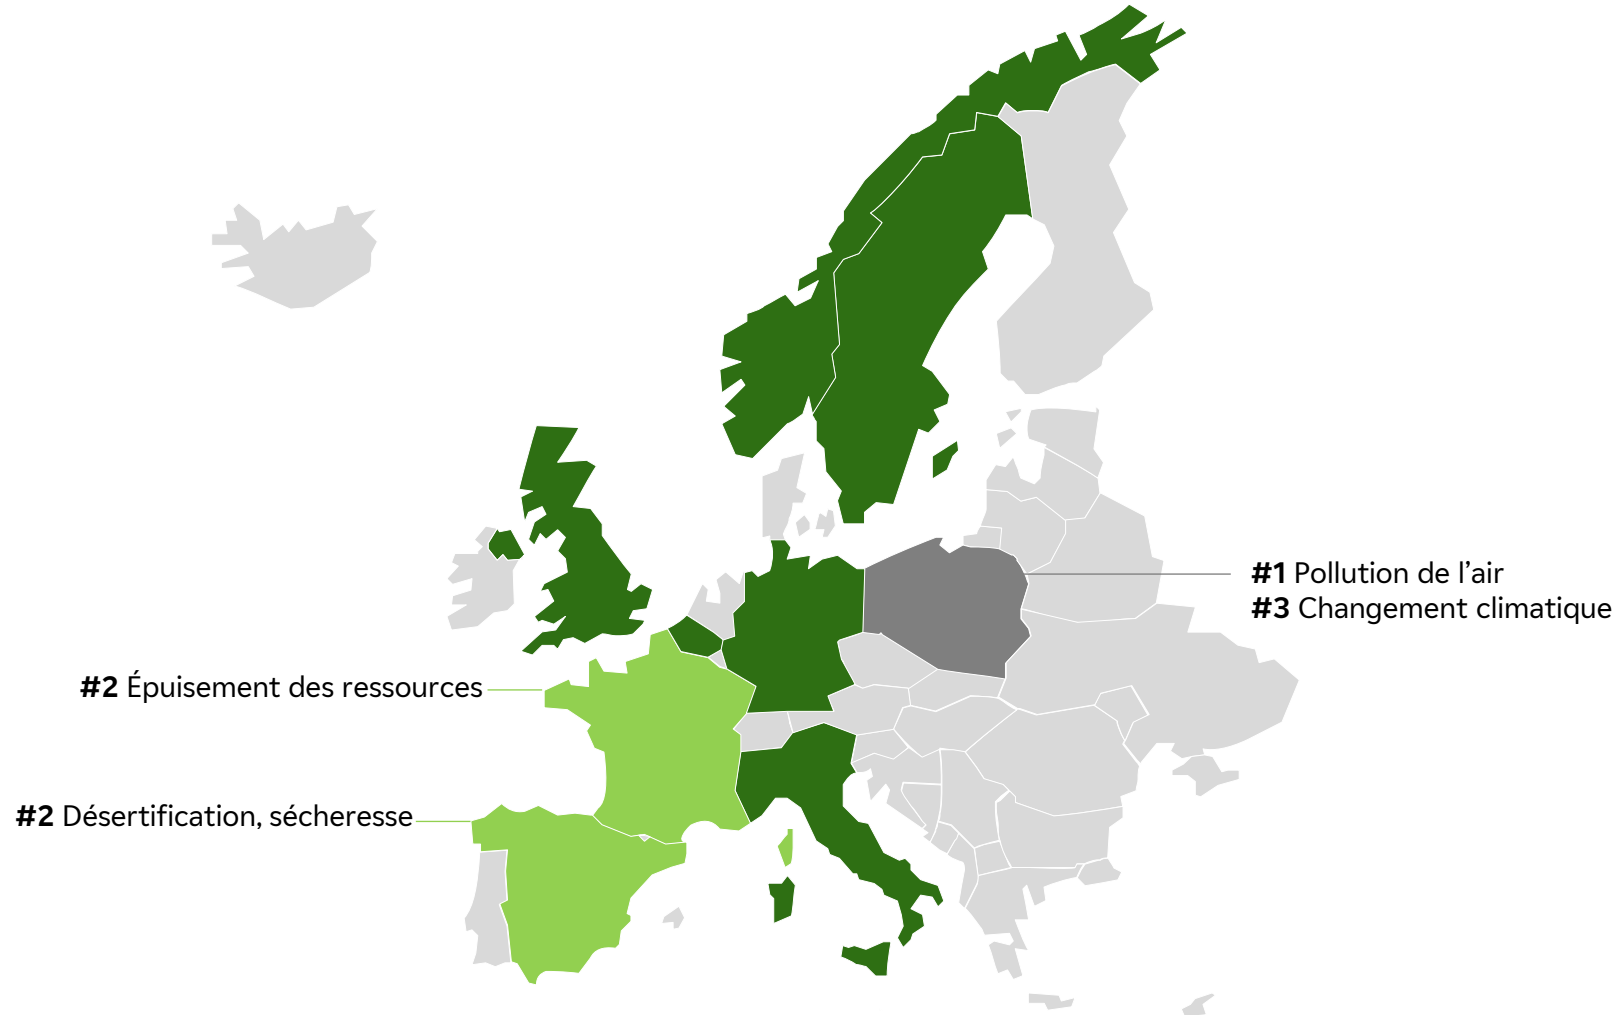 #1 Pollution de l’air
#3 Changement climatique
#2 Épuisement des ressources
#2 Désertification, sécheresse